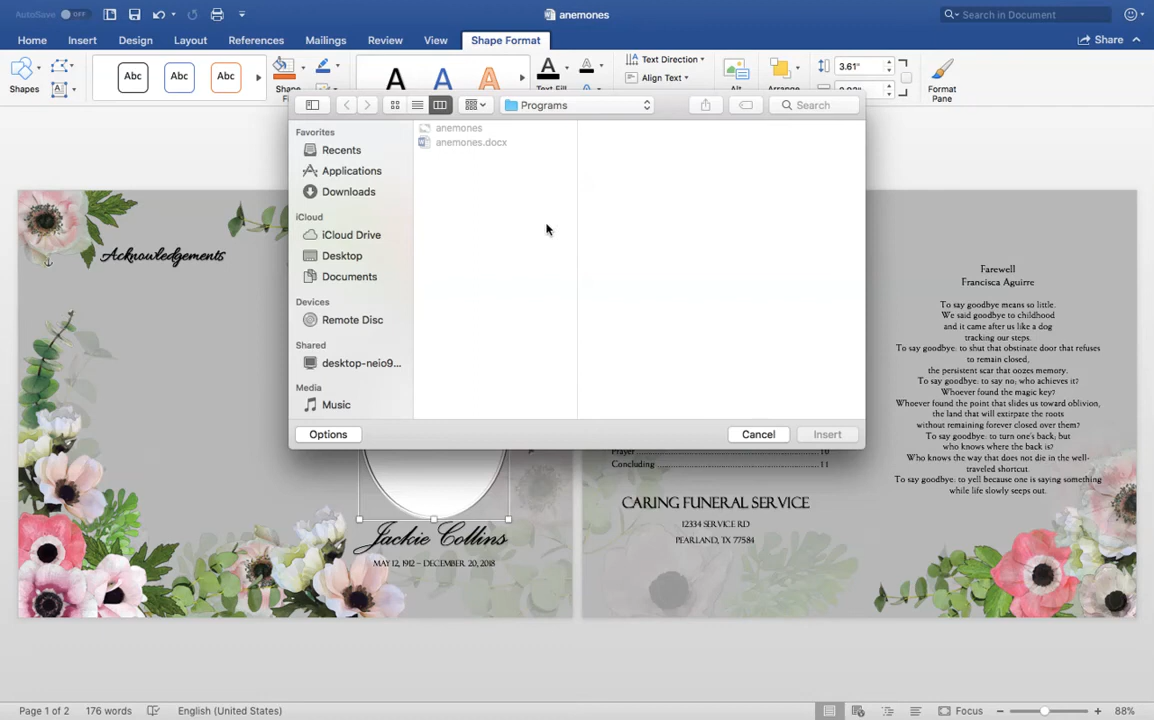 AutoSave OFF
anemones
Search in Document
Home Insert Design Layout References Mailings Review View Shape Format
Share
Shapes
Abc Abc Abc
Shape
A A A
A
A
Text Direction
Align Text
Arrange
3.61"
Format
Pane
Programs
Search
Favorites
Recents
Applications
Downloads
iCloud
iCloud Drive
Desktop
Documents
Devices
Remote Disc
Shared
desktop-neio9...
Media
Music
anemones
anemones.docx
Options
Cancel
Insert
Acknowledgements
Jackie Collins
MAY 12, 1912 – DECEMBER 20, 2018
Prayer 10
Concluding 11
CARING FUNERAL SERVICE
12334 SERVICE RD
PEARLAND, TX 77584
Farewell
Francisca Aguirre
To say goodbye means so little.
We said goodbye to childhood
and it came after us like a dog
tracking our steps.
To say goodbye: to shut that obstinate door that refuses
to remain closed,
the persistent scar that oozes memory.
To say goodbye: to say no; who achieves it?
Whoever found the magic key?
Whoever found the point that slides us toward oblivion,
the land that will extirpate the roots
without remaining forever closed over them?
To say goodbye: to turn one's back; but
who knows where the back is?
Who knows the way that does not die in the well-
traveled shortcut.
To say goodbye: to yell because one is saying something
while life slowly seeps out.
Page 1 of 2
176 words
English (United States)
Focus
88%